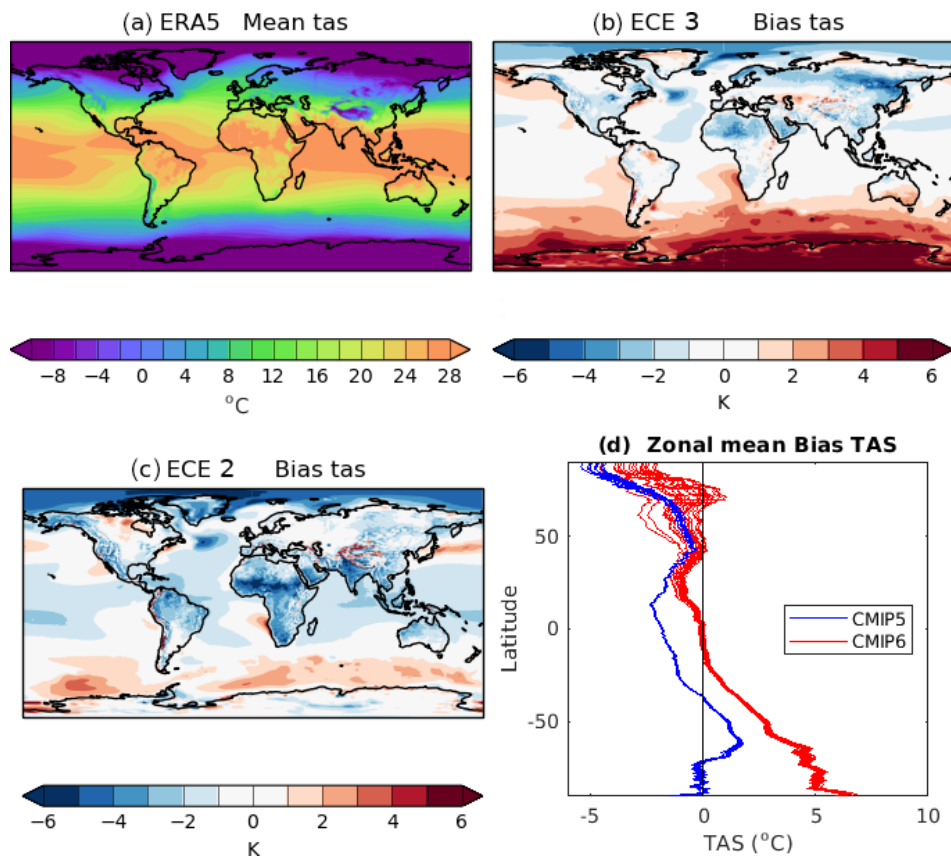 (a) ERA5 Mean tas
(b) ECE 3 Bias tas
−8 −4 0 4 8 12 16 20 24 28
°C
−6 −4 −2 0 2 4 6
K
(c) ECE 2 Bias tas
−6 −4 −2 0 2 4 6
K
(d) Zonal mean Bias TAS
Latitude
50
0
-50
CMIP5
CMIP6
-5 0 5 10
TAS (°C)